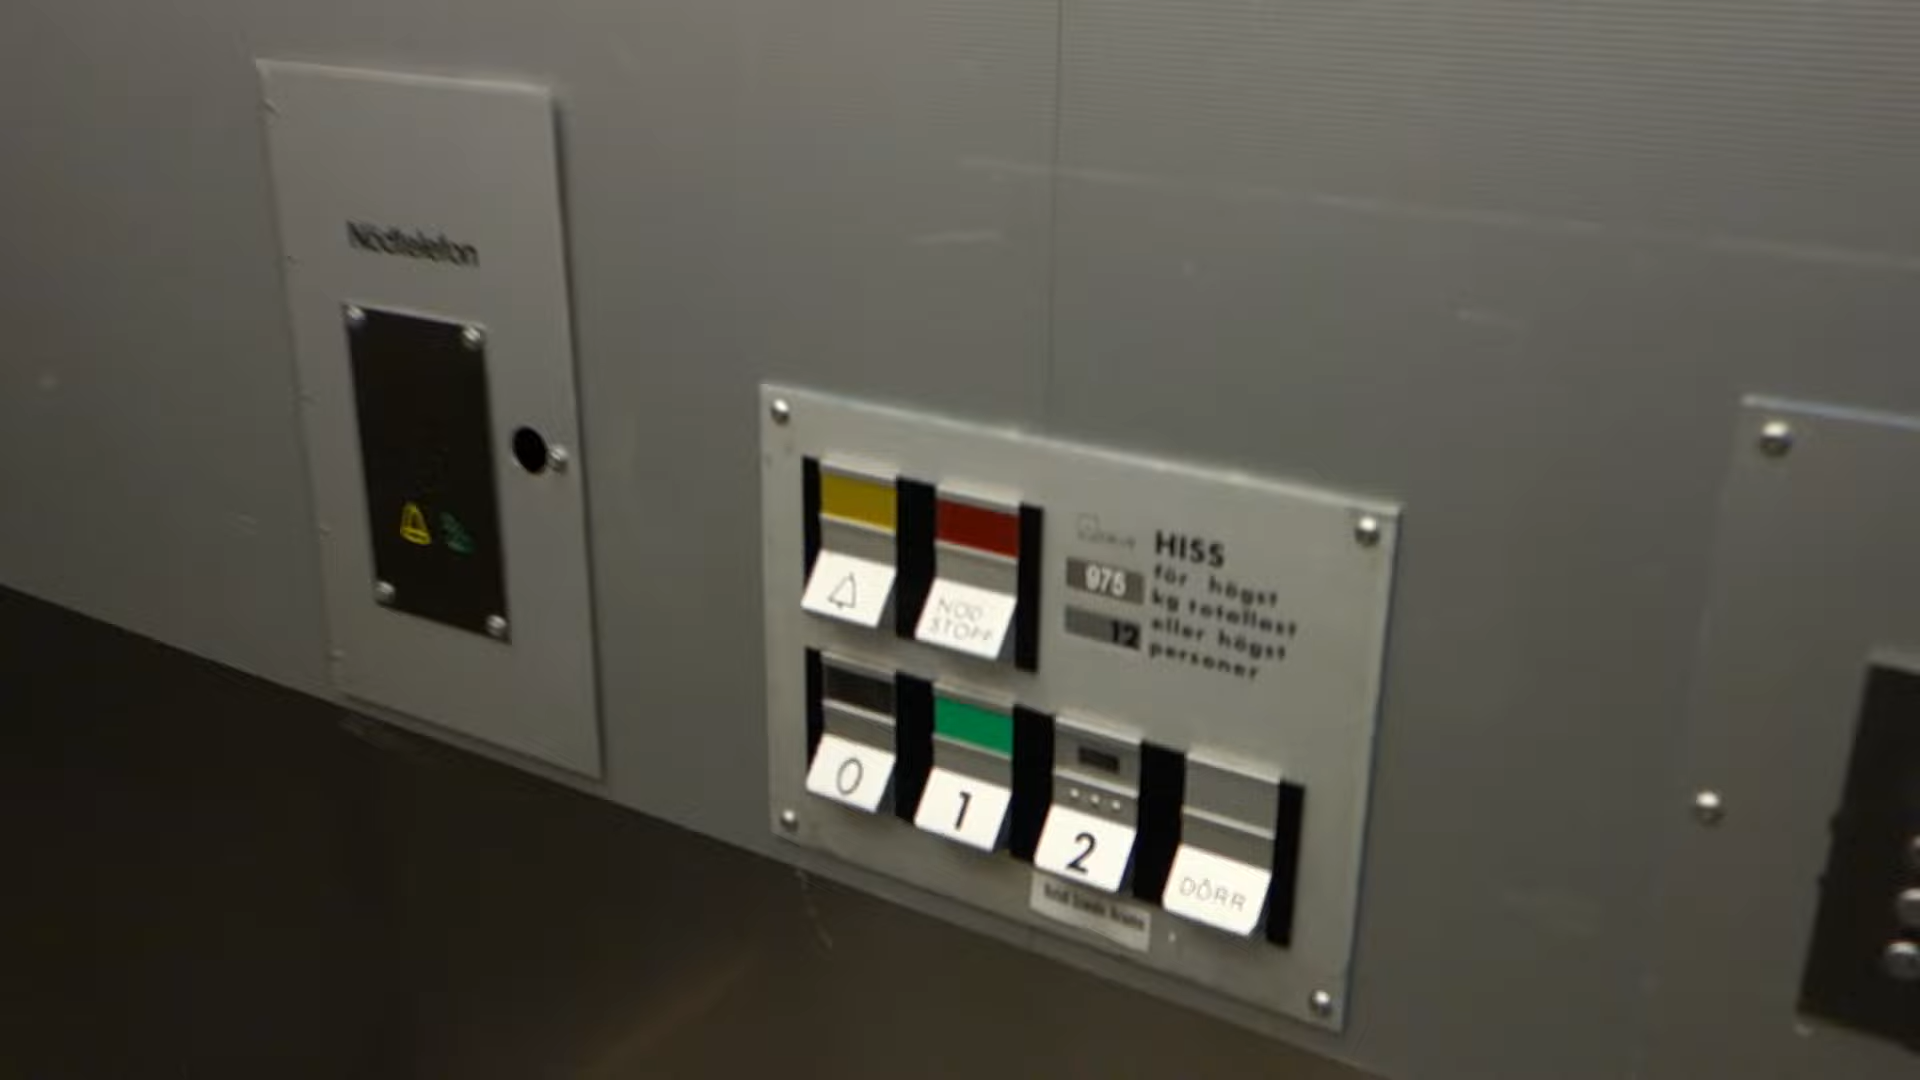 Nödtelefon
HISS
för högst
975 kg totallast
12 eller högst
personer
NÖD
STOPP
0
1
2
DÖRR